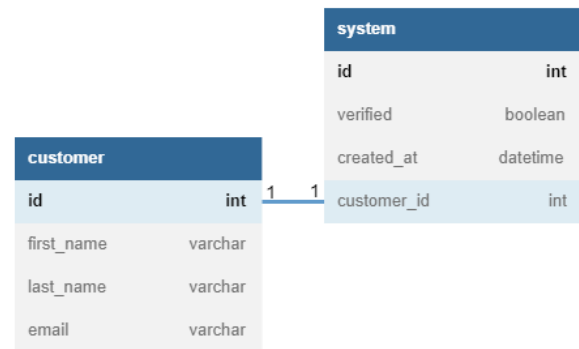 system
id int
verified boolean
created_at datetime
customer_id int
customer
id int
first_name varchar
last_name varchar
email varchar
1 1